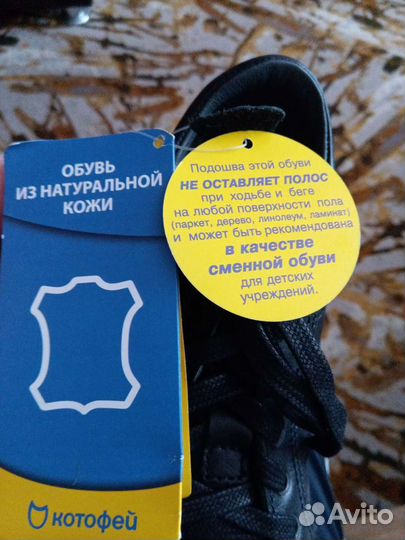 ОБУВЬ
ИЗ НАТУРАЛЬНОЙ
КОЖИ
котофей
Подошва этой обуви
НЕ ОСТАВЛЯЕТ ПОЛОС
при ходьбе и беге
на любой поверхности пола
(паркет, дерево, линолеум, ламинат)
и может быть рекомендована
в качестве
сменной обуви
для детских
учреждений.
Avito